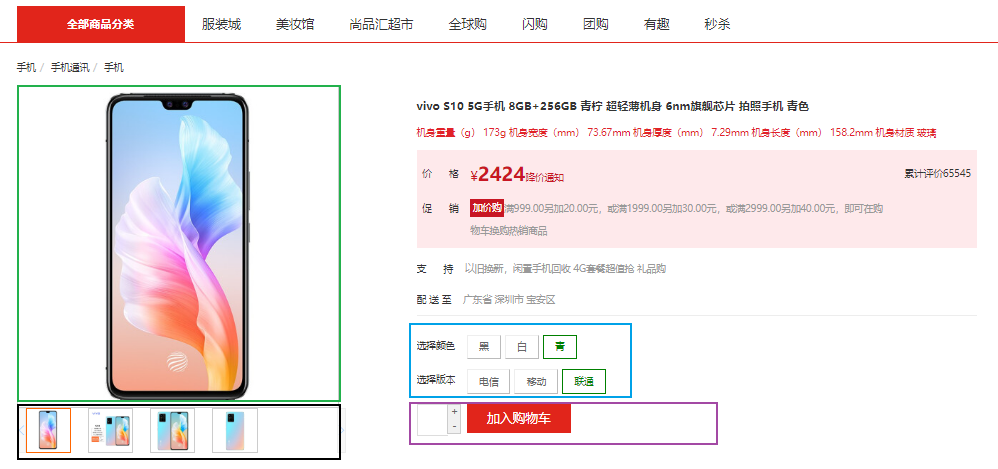 全部商品分类 服装城 美妆馆 尚品汇超市 全球购 闪购 团购 有趣 秒杀
手机 / 手机通讯 / 手机
vivo S10 5G手机 8GB+256GB 青柠 超轻薄机身 6nm旗舰芯片 拍照手机 青色
机身重量（g） 173g 机身宽度（mm） 73.67mm 机身厚度（mm） 7.29mm 机身长度（mm） 158.2mm 机身材质 玻璃
价 格 ¥2424 降价通知 累计评价65545
促 销 加价购 满999.00另加20.00元，或满1999.00另加30.00元，或满2999.00另加40.00元，即可在购
物车换购热销商品
支 持 以旧换新，闲置手机回收 4G套餐超值抢 礼品购
配 送 至 广东省 深圳市 宝安区
选择颜色 黑 白 青
选择版本 电信 移动 联通
+
-
加入购物车